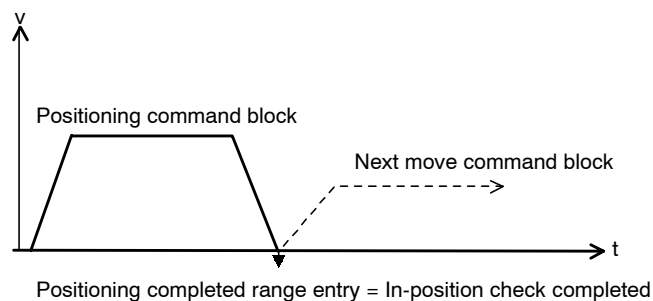 v
Positioning command block
Next move command block
t
Positioning completed range entry = In-position check completed